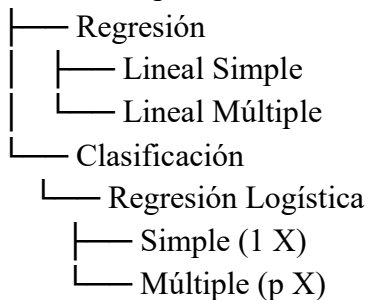 Regresión
Lineal Simple
Lineal Múltiple
Clasificación
Regresión Logística
Simple (1 X)
Múltiple (p X)